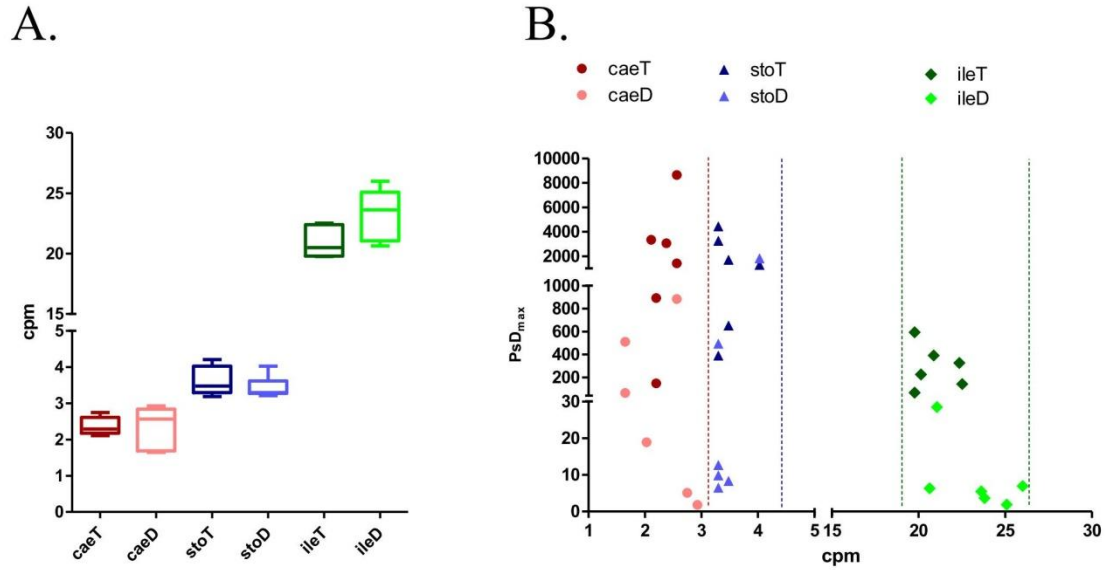 A.
30
25
20
15
5
4
3
2
1
0
cpm
caeT caeD stoT stoD ileT ileD
B.
caeT stoT ileT
caeD stoD ileD
10000
8000
6000
4000
2000
1000
800
600
400
200
30
20
10
0
PsDmax
1 2 3 4 5 15 20 25 30
cpm